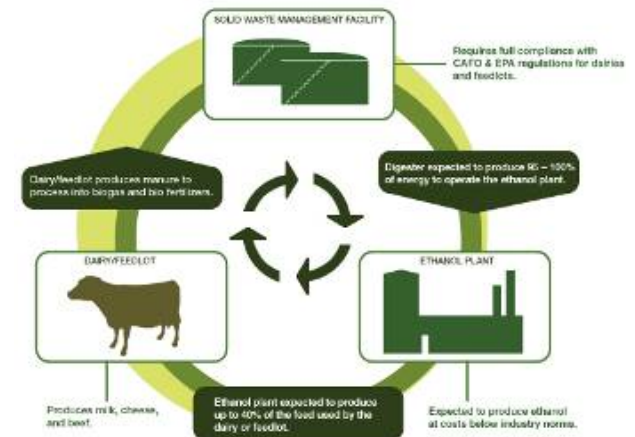 SOLID WASTE MANAGEMENT FACILITY
Requires full compliance with
CAFO & EPA regulations for dairies
and feedlots.
Dairy/feedlot produces manure to
process into biogas and bio fertilizers.
Digester expected to produce 95 – 100%
of energy to operate the ethanol plant.
DAIRY/FEEDLOT
ETHANOL PLANT
Produces milk, cheese,
and beef.
Ethanol plant expected to produce
up to 40% of the feed used by the
dairy or feedlot.
Expected to produce ethanol
at costs below industry norms.